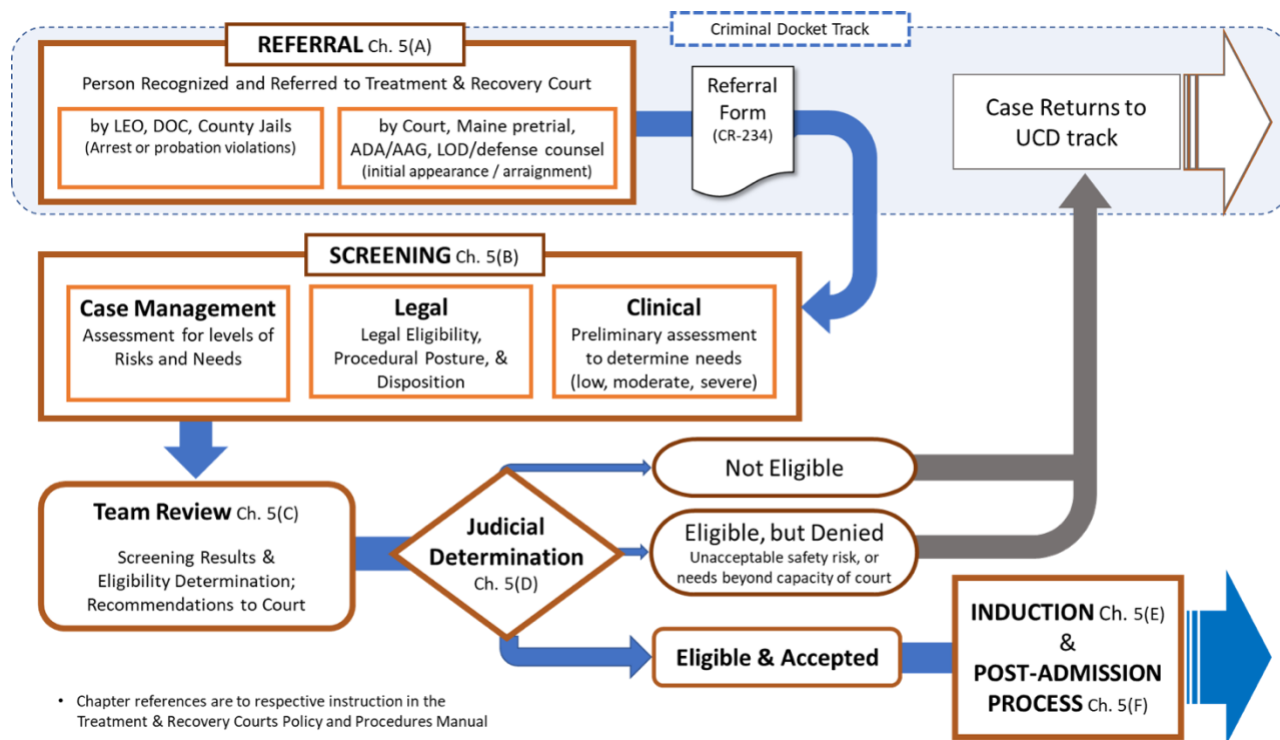 Criminal Docket Track
REFERRAL Ch. 5(A)
Person Recognized and Referred to Treatment & Recovery Court
by LEO, DOC, County Jails
(Arrest or probation violations)
by Court, Maine pretrial,
ADA/AAG, LOD/defense counsel
(initial appearance / arraignment)
Referral
Form
(CR-234)
Case Returns to
UCD track
SCREENING Ch. 5(B)
Case Management
Assessment for levels of
Risks and Needs
Legal
Legal Eligibility,
Procedural Posture, &
Disposition
Clinical
Preliminary assessment
to determine needs
(low, moderate, severe)
Team Review Ch. 5(C)
Screening Results &
Eligibility Determination;
Recommendations to Court
Judicial
Determination
Ch. 5(D)
Not Eligible
Eligible, but Denied
Unacceptable safety risk, or
needs beyond capacity of court
Eligible & Accepted
INDUCTION Ch. 5(E)
&
POST-ADMISSION
PROCESS Ch. 5(F)
• Chapter references are to respective instruction in the
Treatment & Recovery Courts Policy and Procedures Manual